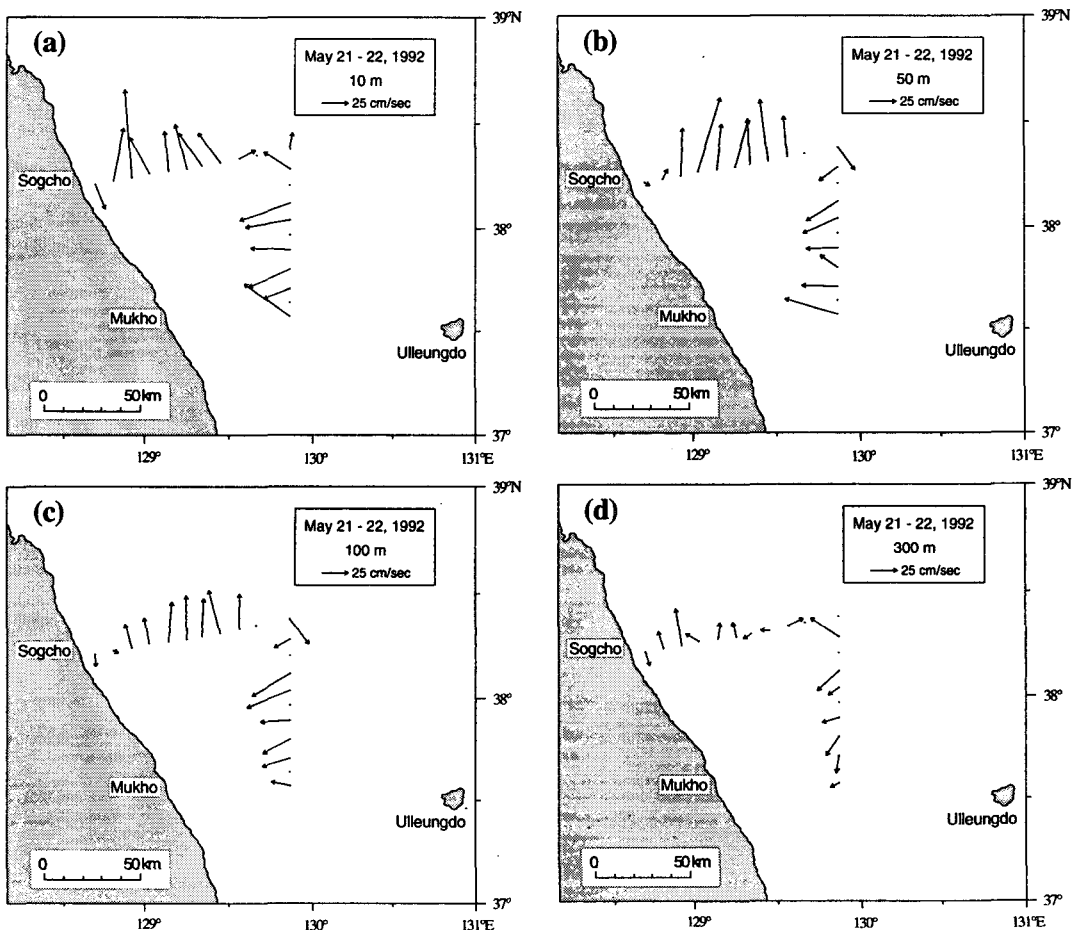 (a)
May 21 - 22, 1992
10 m
25 cm/sec
Sogcho
Mukho
Ulleungdo
0 50km
39°N
38°
37°
129° 130° 131°E
(b)
May 21 - 22, 1992
50 m
25 cm/sec
Sogcho
Mukho
Ulleungdo
0 50km
39°N
38°
37°
129° 130° 131°E
(c)
May 21 - 22, 1992
100 m
25 cm/sec
Sogcho
Mukho
Ulleungdo
0 50km
39°N
38°
37°
129° 130° 131°E
(d)
May 21 - 22, 1992
300 m
25 cm/sec
Sogcho
Mukho
Ulleungdo
0 50km
39°N
38°
37°
129° 130° 131°E